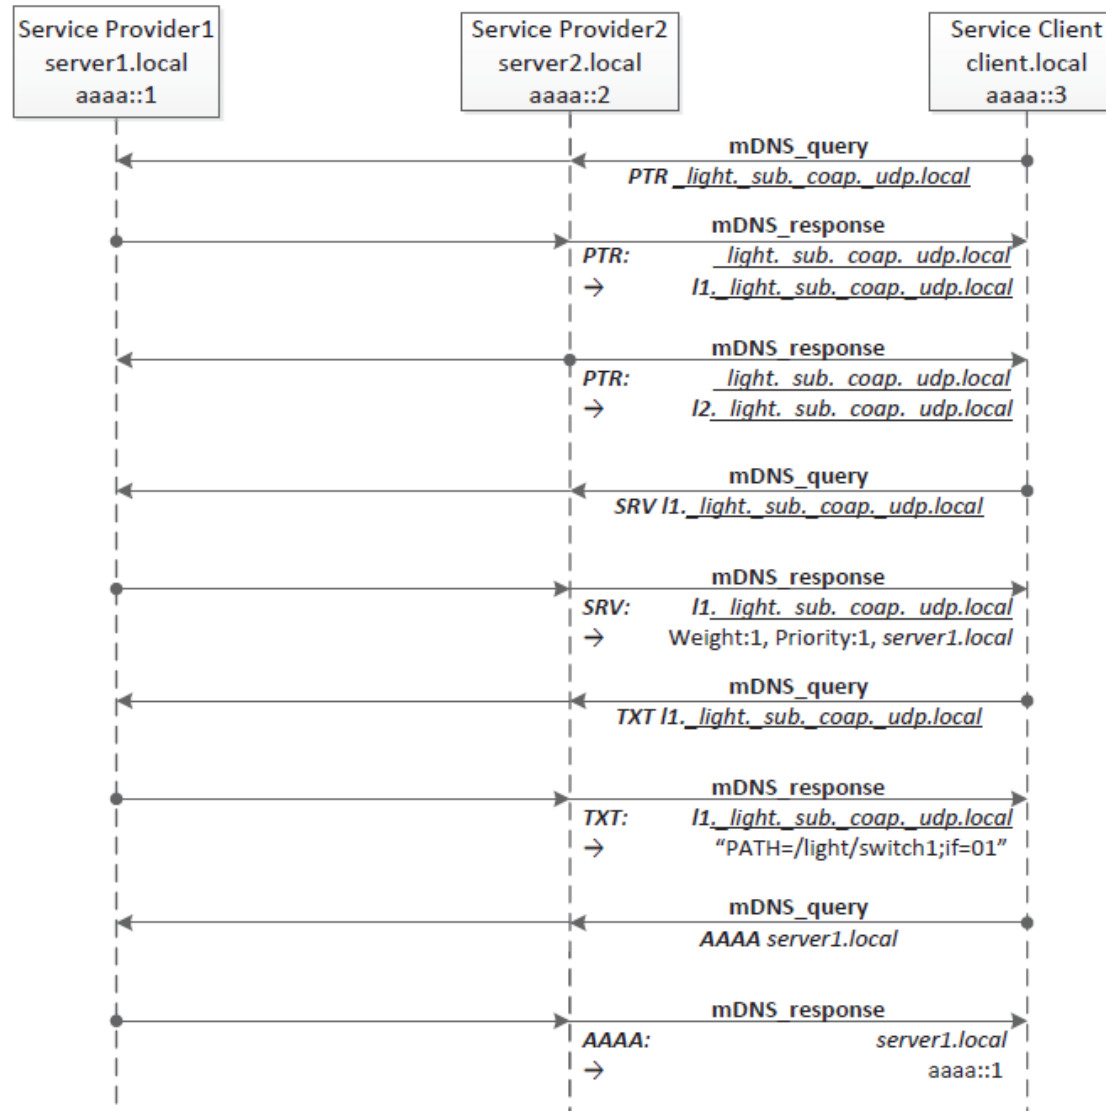 Service Provider1
server1.local
aaaa::1
Service Provider2
server2.local
aaaa::2
Service Client
client.local
aaaa::3
mDNS_query
PTR _light._sub._coap._udp.local
mDNS_response
PTR: _light._sub._coap._udp.local
→ l1._light._sub._coap._udp.local
mDNS_response
PTR: _light._sub._coap._udp.local
→ l2._light._sub._coap._udp.local
mDNS_query
SRV l1._light._sub._coap._udp.local
mDNS_response
SRV: l1._light._sub._coap_udp.local
→ Weight:1, Priority:1, server1.local
mDNS_query
TXT l1._light._sub._coap._udp.local
mDNS_response
TXT: l1._light._sub._coap._udp.local
→ “PATH=/light/switch1;if=01”
mDNS_query
AAAA server1.local
mDNS_response
AAAA: server1.local
→ aaaa::1